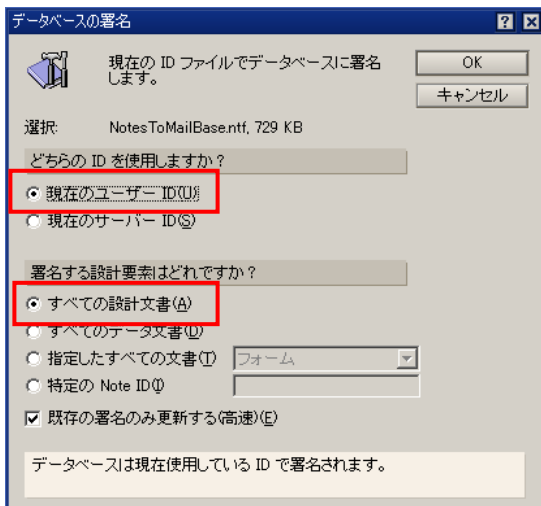 データベースの署名
現在の ID ファイルでデータベースに署名
します。
OK
キャンセル
選択: NotesToMailBase.ntf, 729 KB
どちらの ID を使用しますか?
現在のユーザー ID(U)
現在のサーバー ID(S)
署名する設計要素はどれですか?
すべての設計文書(A)
すべてのデータ文書(D)
指定したすべての文書(T) フォーム
特定の Note ID(I)
既存の署名のみ更新する(高速)(E)
データベースは現在使用している ID で署名されます。